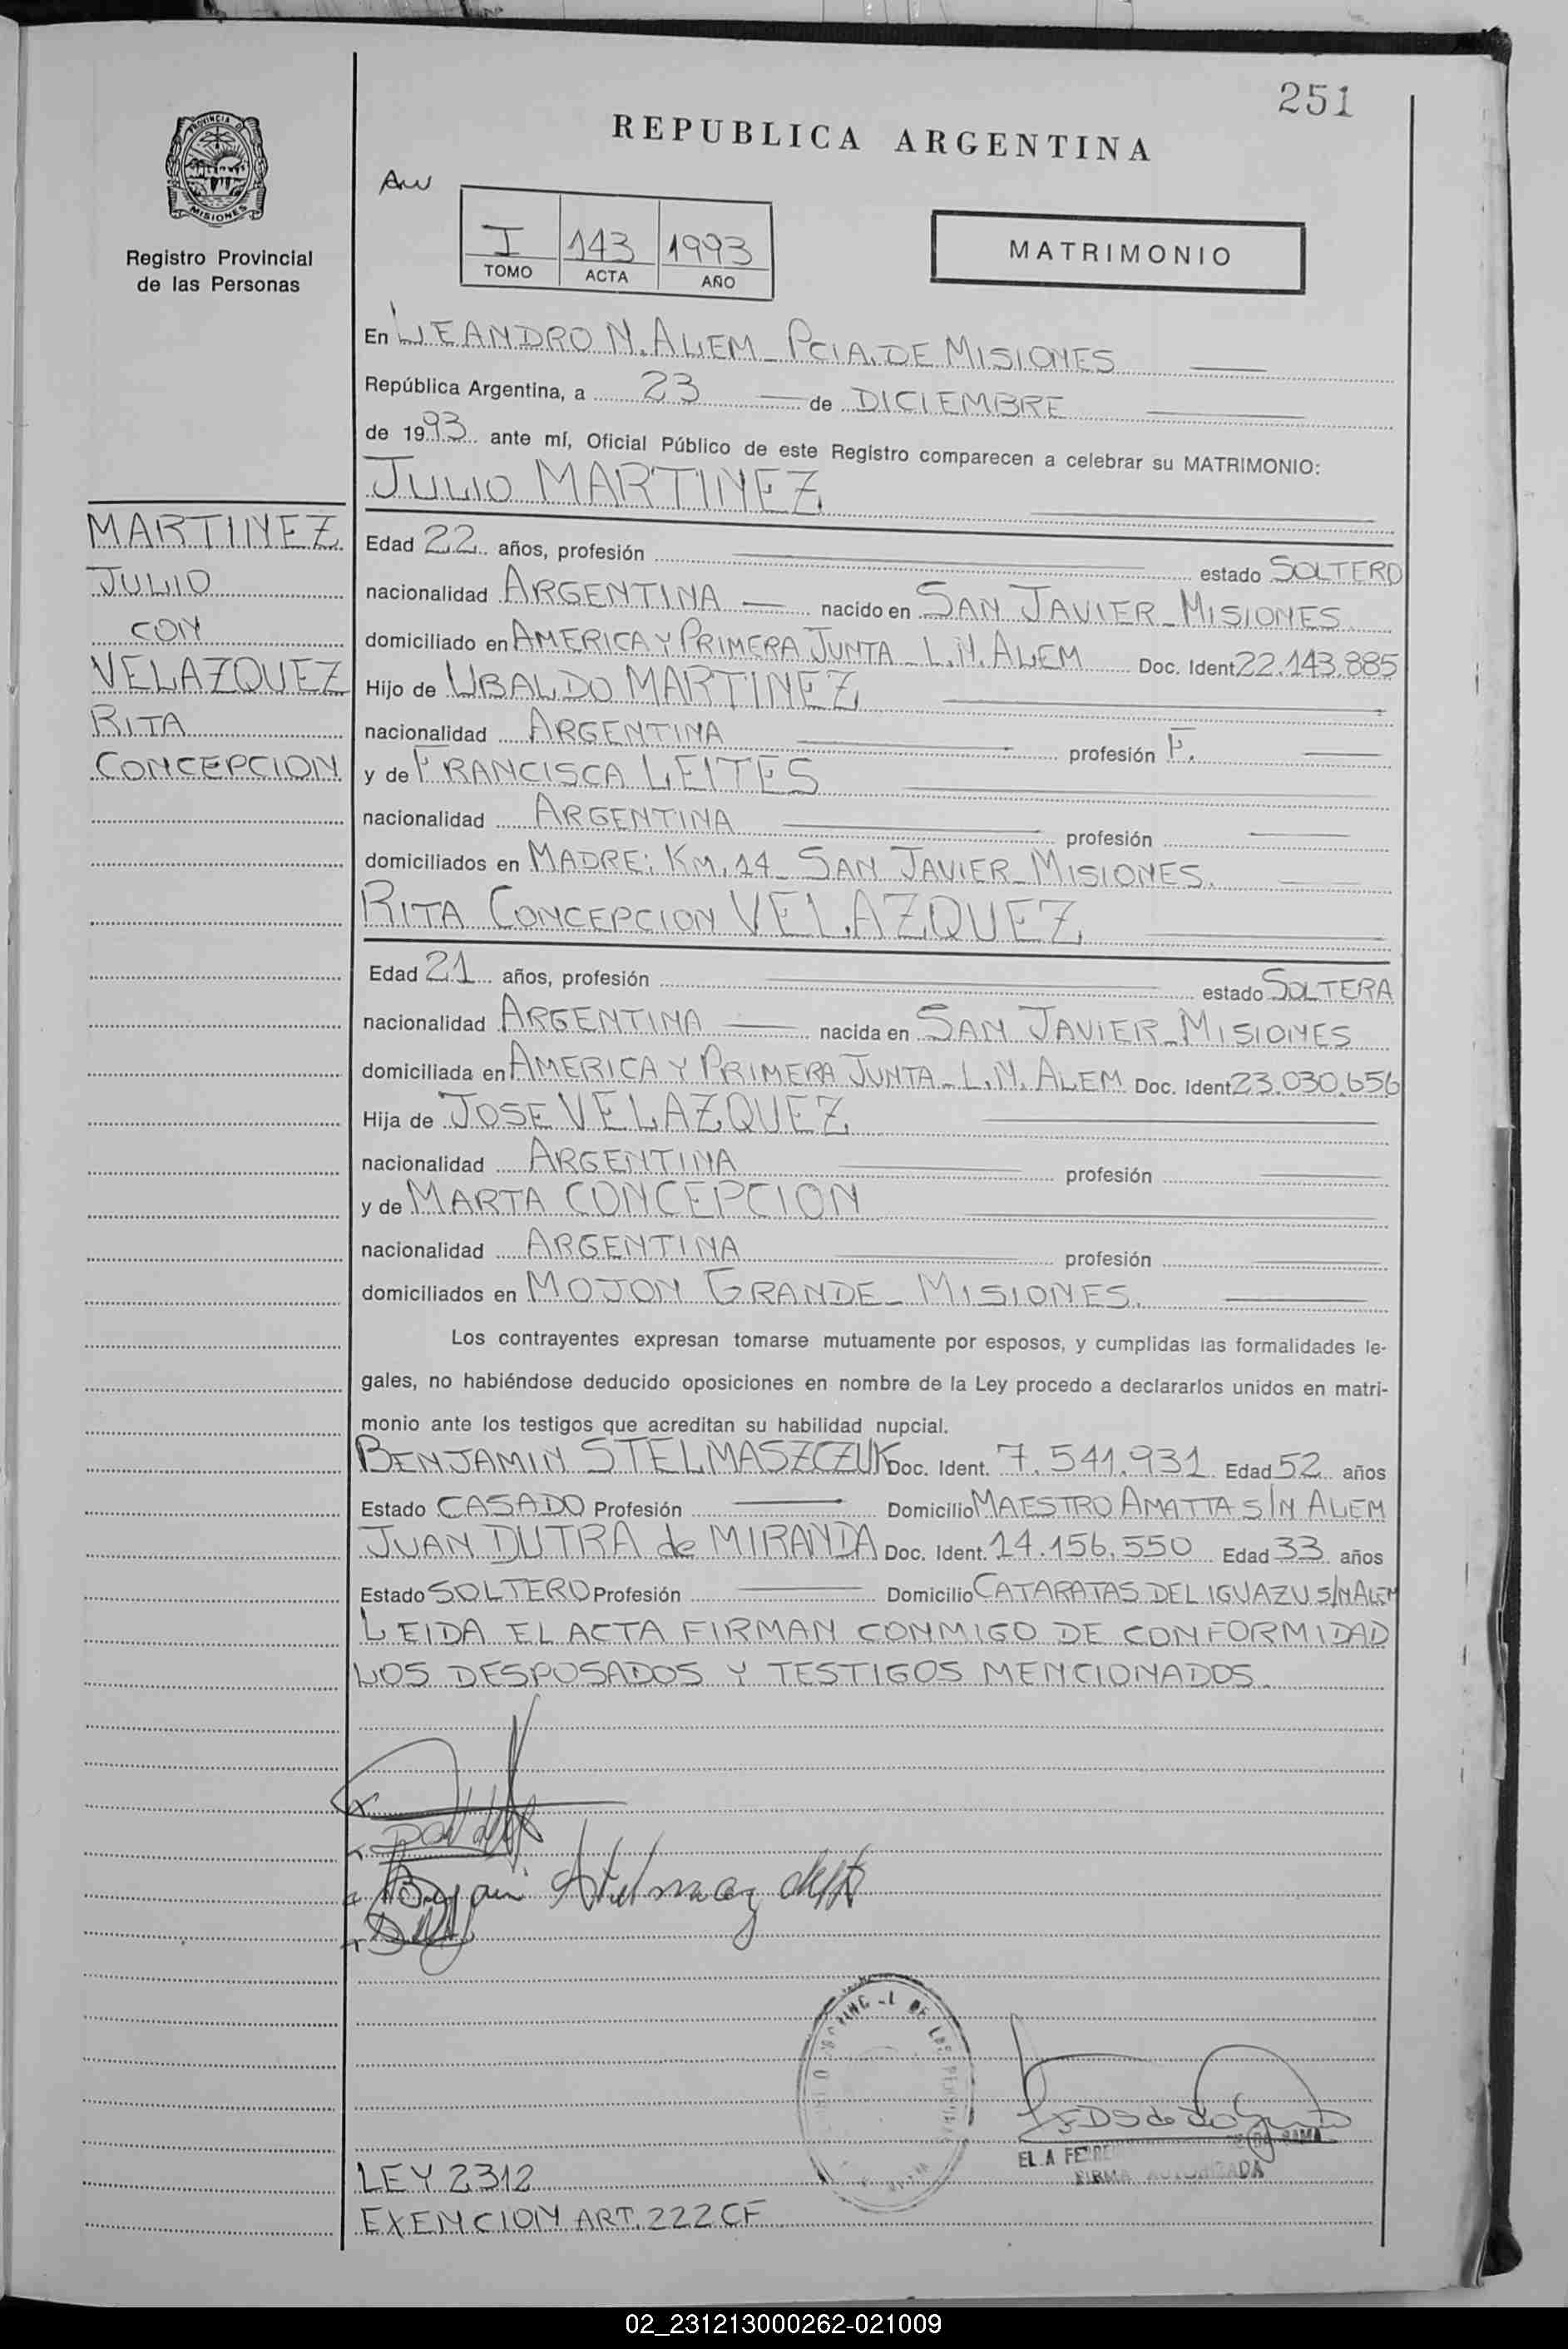 251
REPUBLICA ARGENTINA
PROVINCIA DE
MISIONES
Registro Provincial
de las Personas
I 143 1993
TOMO ACTA AÑO
MATRIMONIO
En LEANDRO N. ALEM - PCIA. DE MISIONES
República Argentina, a 23 de DICIEMBRE
de 1993 ante mí, Oficial Público de este Registro comparecen a celebrar su MATRIMONIO:
JULIO MARTINEZ
MARTINEZ
JULIO
CON
VELAZQUEZ
RITA
CONCEPCION
Edad 22 años, profesión estado SOLTERO
nacionalidad ARGENTINA nacido en SAN JAVIER - MISIONES
domiciliado en AMERICA Y PRIMERA JUNTA - L.N. ALEM Doc. Ident. 22.143.885
Hijo de UBALDO MARTINEZ
nacionalidad ARGENTINA profesión F.
y de FRANCISCA LEITES
nacionalidad ARGENTINA profesión
domiciliados en MADRE: KM. 14 - SAN JAVIER - MISIONES.
RITA CONCEPCION VELAZQUEZ
Edad 21 años, profesión estado SOLTERA
nacionalidad ARGENTINA nacida en SAN JAVIER - MISIONES
domiciliada en AMERICA Y PRIMERA JUNTA - L.N. ALEM Doc. Ident. 23.030.656
Hija de JOSE VELAZQUEZ
nacionalidad ARGENTINA profesión
y de MARTA CONCEPCION
nacionalidad ARGENTINA profesión
domiciliados en MOJON GRANDE - MISIONES.
Los contrayentes expresan tomarse mutuamente por esposos, y cumplidas las formalidades le-
gales, no habiéndose deducido oposiciones en nombre de la Ley procedo a declararlos unidos en matri-
monio ante los testigos que acreditan su habilidad nupcial.
BENJAMIN STELMASZCZUK Doc. Ident. 7.541.931 Edad 52 años
Estado CASADO Profesión Domicilio MAESTRO AMATTA S/N ALEM
JUAN DUTRA de MIRANDA Doc. Ident. 14.156.550 Edad 33 años
Estado SOLTERO Profesión Domicilio CATARATAS DEL IGUAZU S/N ALEM
LEIDA EL ACTA FIRMAN CONMIGO DE CONFORMIDAD
LOS DESPOSADOS Y TESTIGOS MENCIONADOS.
FIRMA AUTORIZADA
LEY 2312
EXENCION ART. 222 CF
02_231213000262-021009